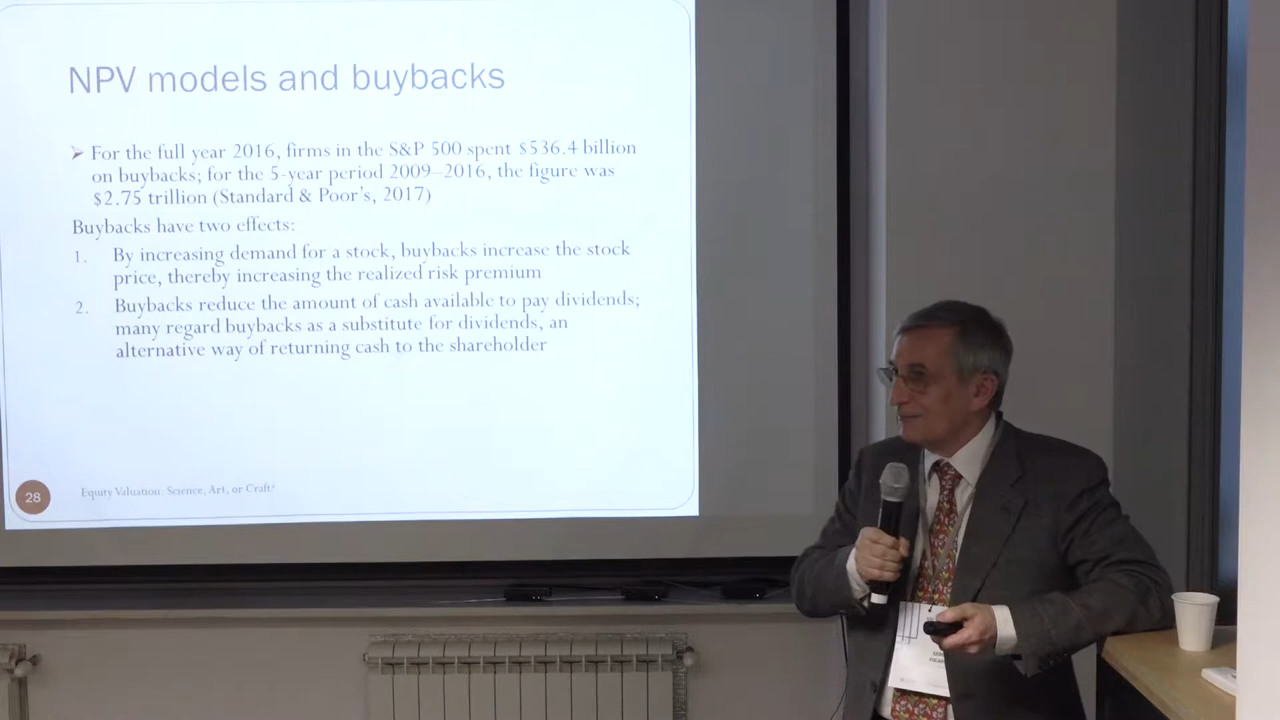 NPV models and buybacks
➤ For the full year 2016, firms in the S&P 500 spent $536.4 billion
on buybacks; for the 5-year period 2009–2016, the figure was
$2.75 trillion (Standard & Poor's, 2017)
Buybacks have two effects:
1. By increasing demand for a stock, buybacks increase the stock
price, thereby increasing the realized risk premium
2. Buybacks reduce the amount of cash available to pay dividends;
many regard buybacks as a substitute for dividends, an
alternative way of returning cash to the shareholder
28
Equity Valuation: Science, Art, or Craft?